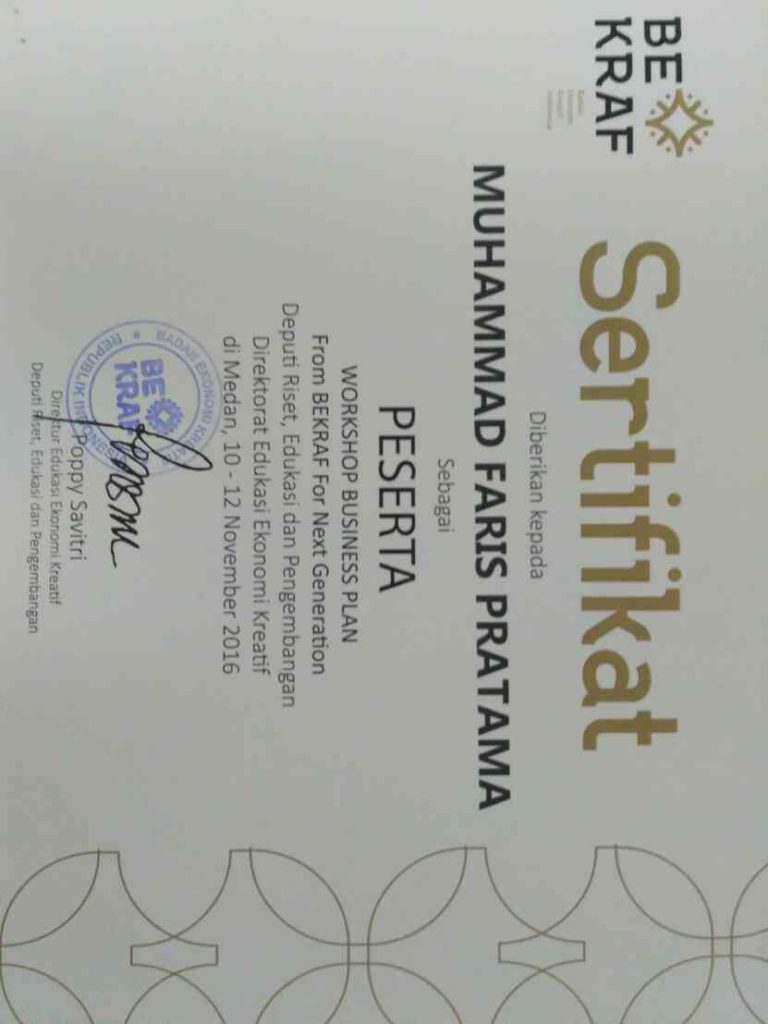 BE
KRAF
Sertifikat
Diberikan kepada
MUHAMMAD FARIS PRATAMA
Sebagai
PESERTA
WORKSHOP BUSINESS PLAN
From BEKRAF For Next Generation
Deputi Riset, Edukasi dan Pengembangan
Direktorat Edukasi Ekonomi Kreatif
di Medan, 10 - 12 November 2016
BADAN EKONOMI KREATIF
BE
KRAF
REPUBLIK INDONESIA
Poppy Savitri
Direktur Edukasi Ekonomi Kreatif
Deputi Riset, Edukasi dan Pengembangan